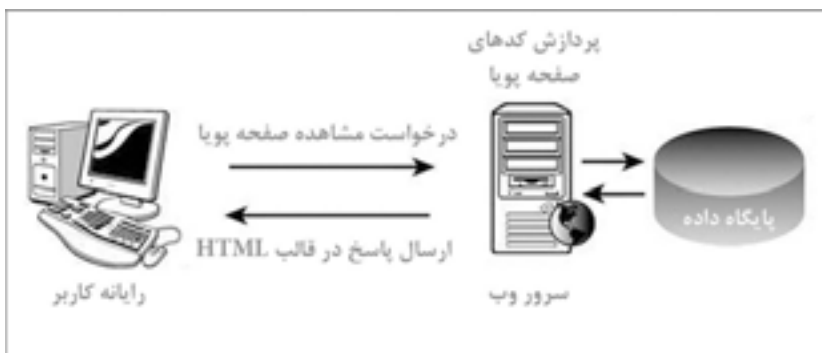 پردازش کدهای
صفحه پویا
درخواست مشاهده صفحه پویا
پایگاه داده
ارسال پاسخ در قالب HTML
سرور وب
رایانه کاربر